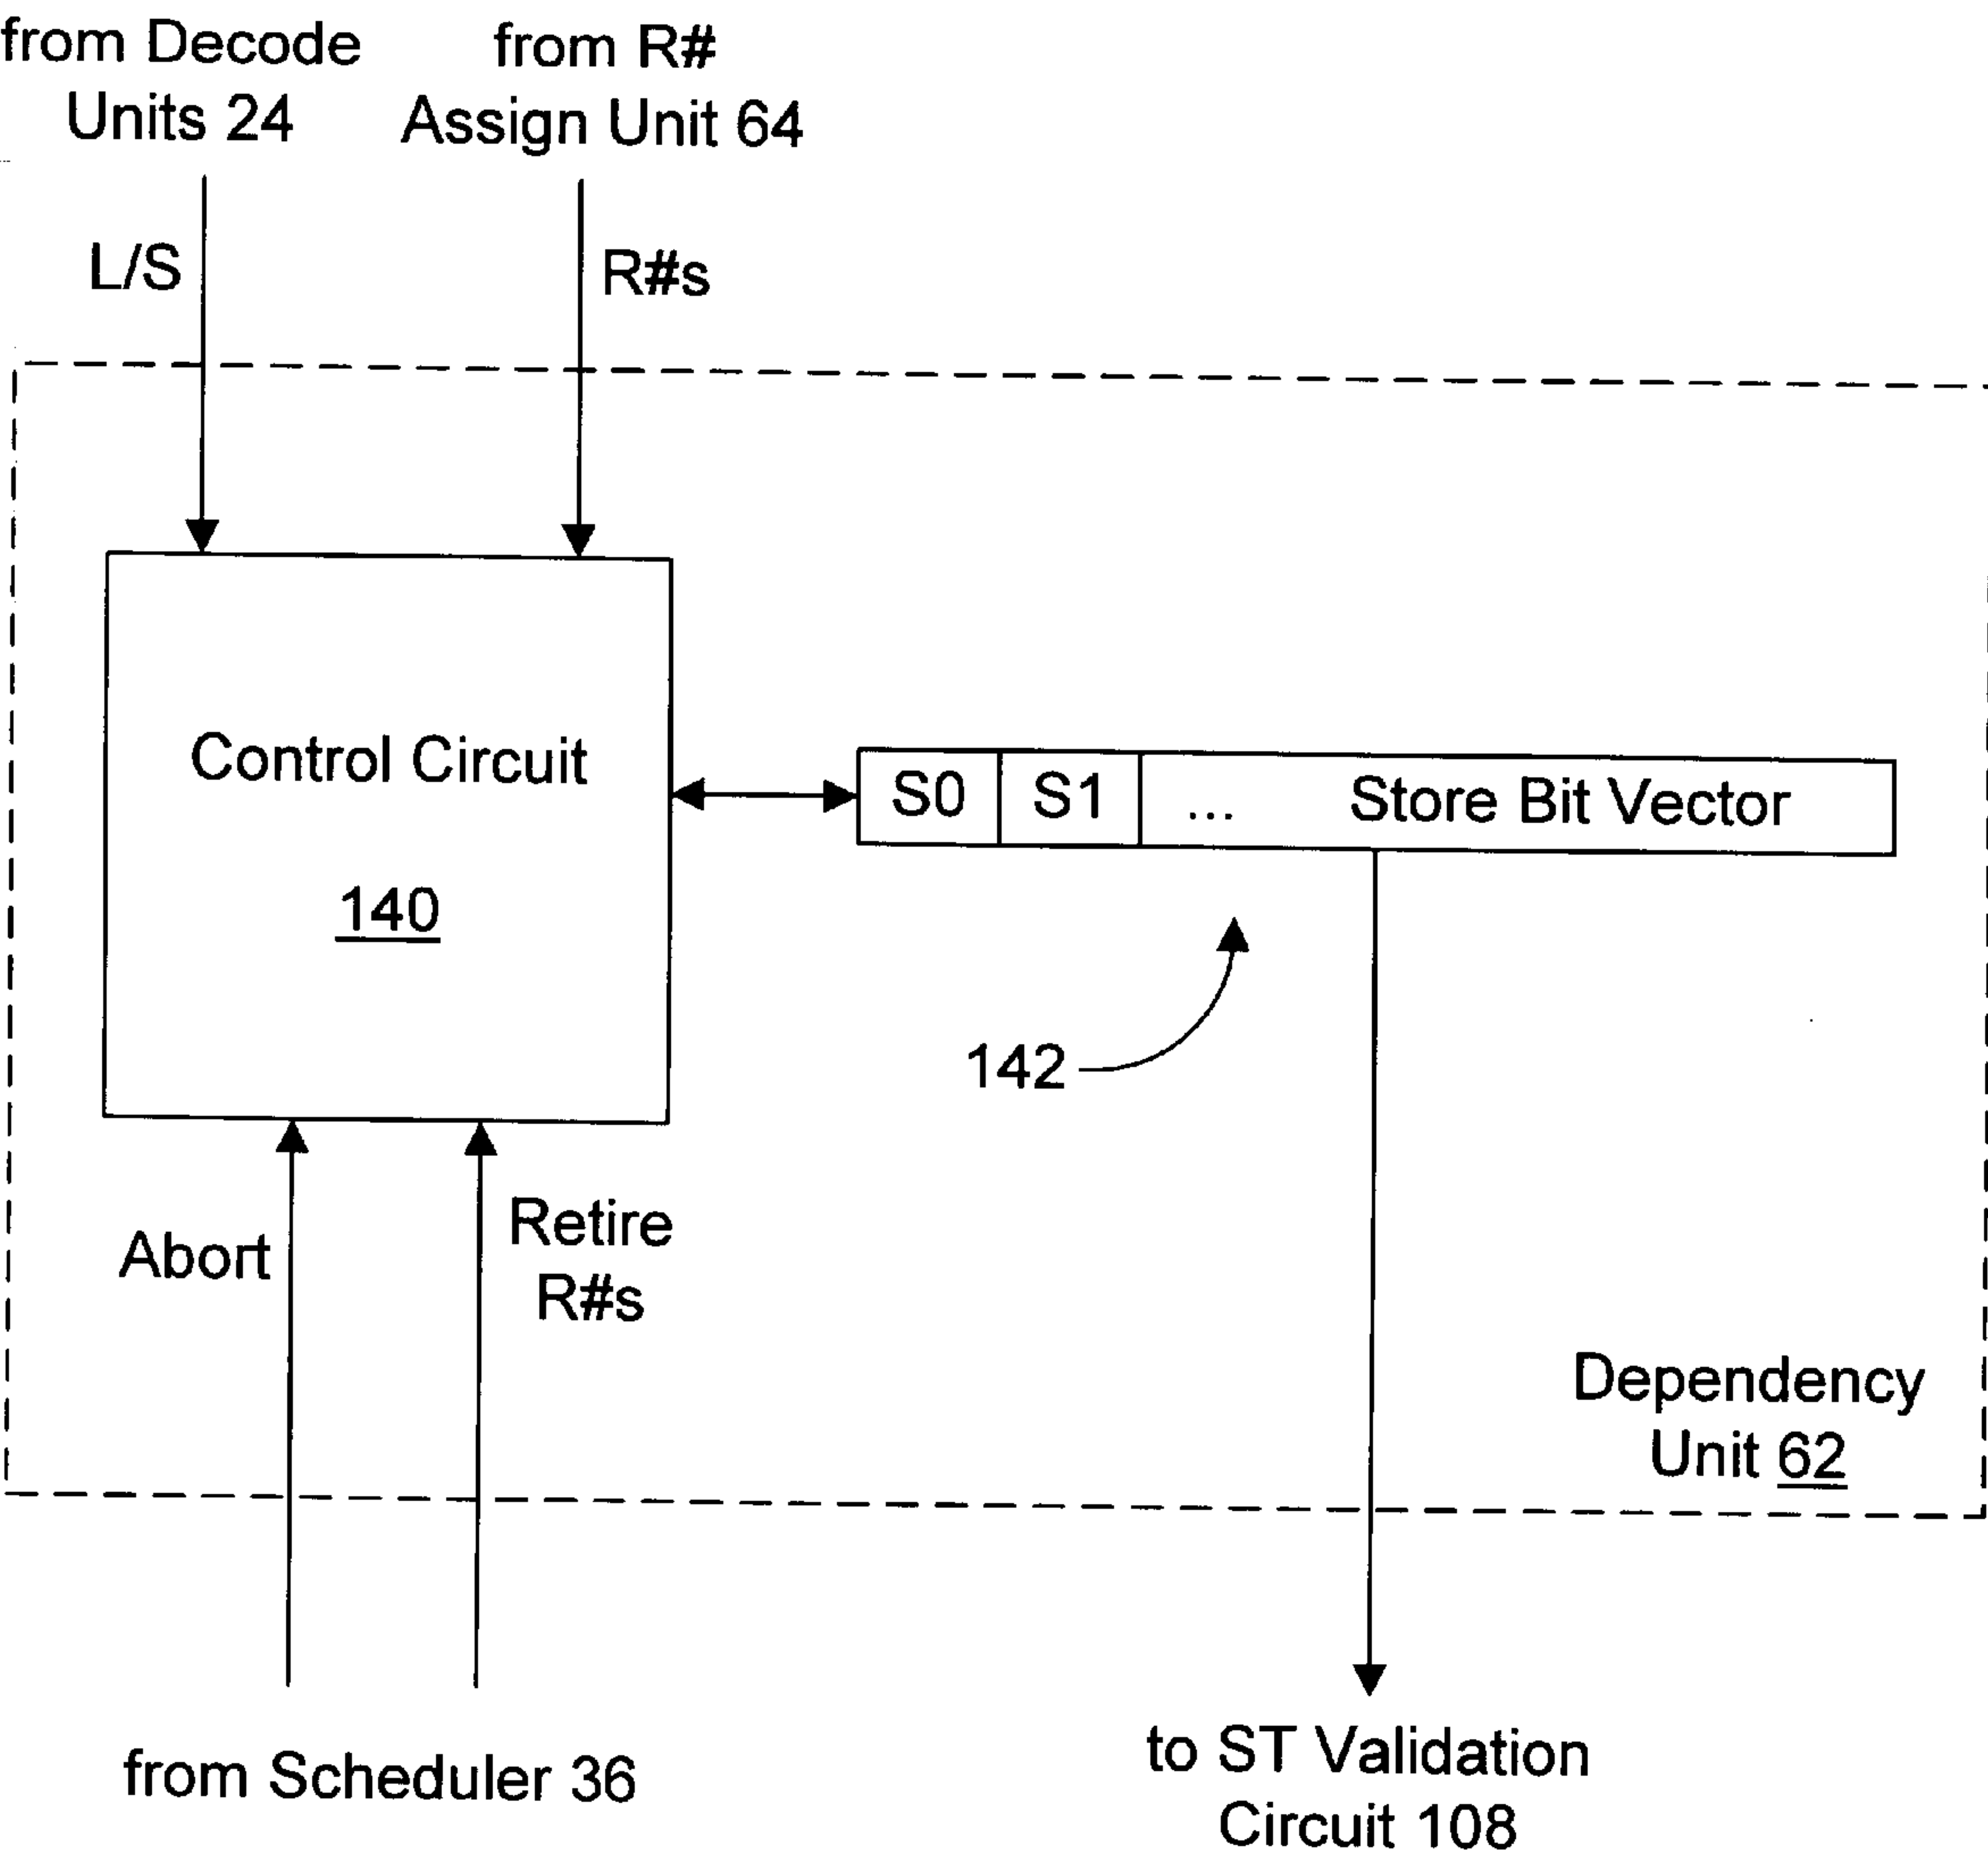 from Decode
Units 24
from R#
Assign Unit 64
L/S
R#s
Control Circuit
140
S0 S1 ... Store Bit Vector
142
Abort
Retire
R#s
Dependency
Unit 62
from Scheduler 36
to ST Validation
Circuit 108